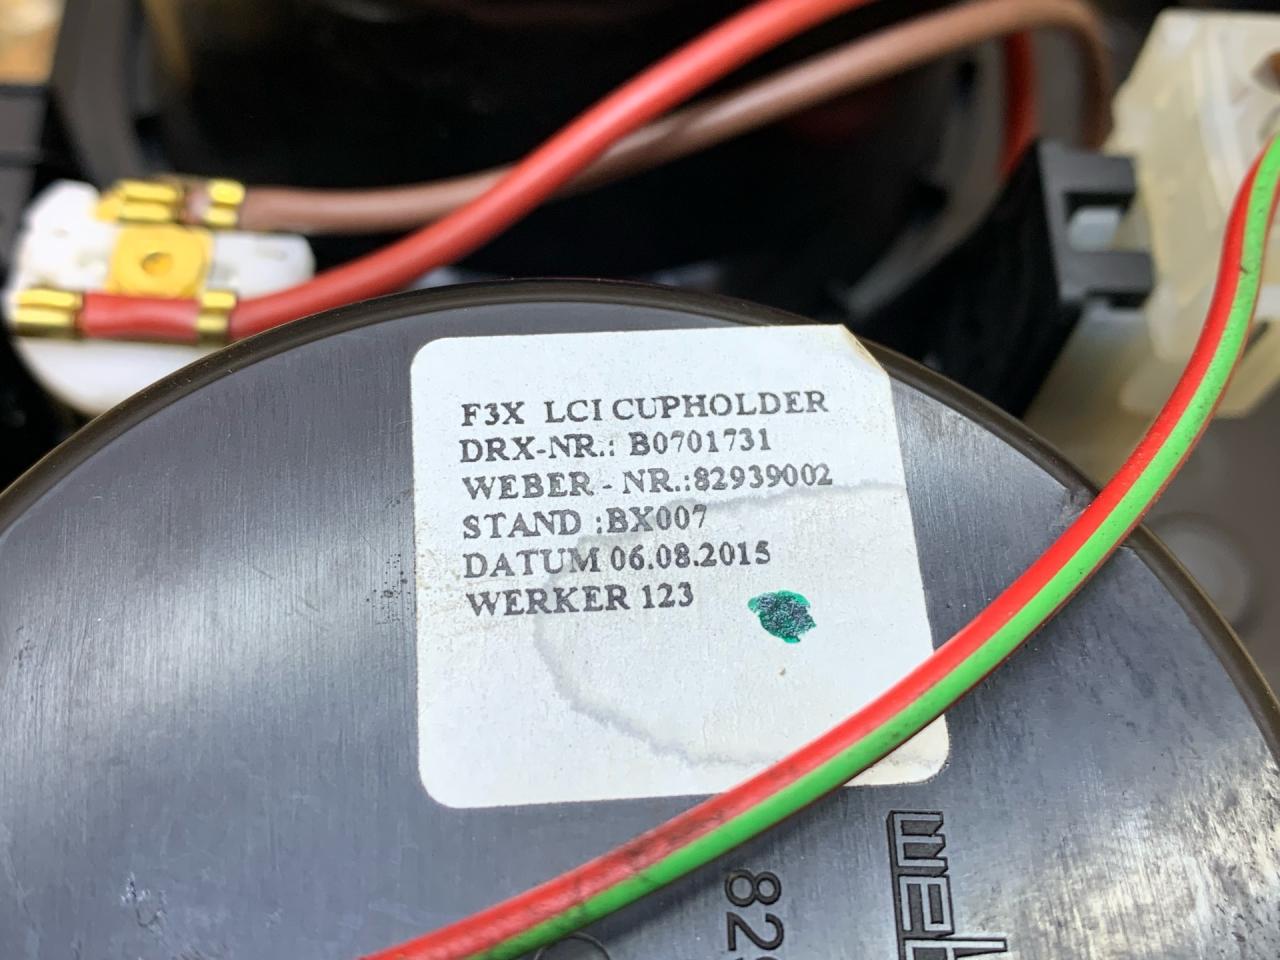 F3X LCI CUPHOLDER
DRX-NR.: B0701731
WEBER - NR.:82939002
STAND :BX007
DATUM 06.08.2015
WERKER 123